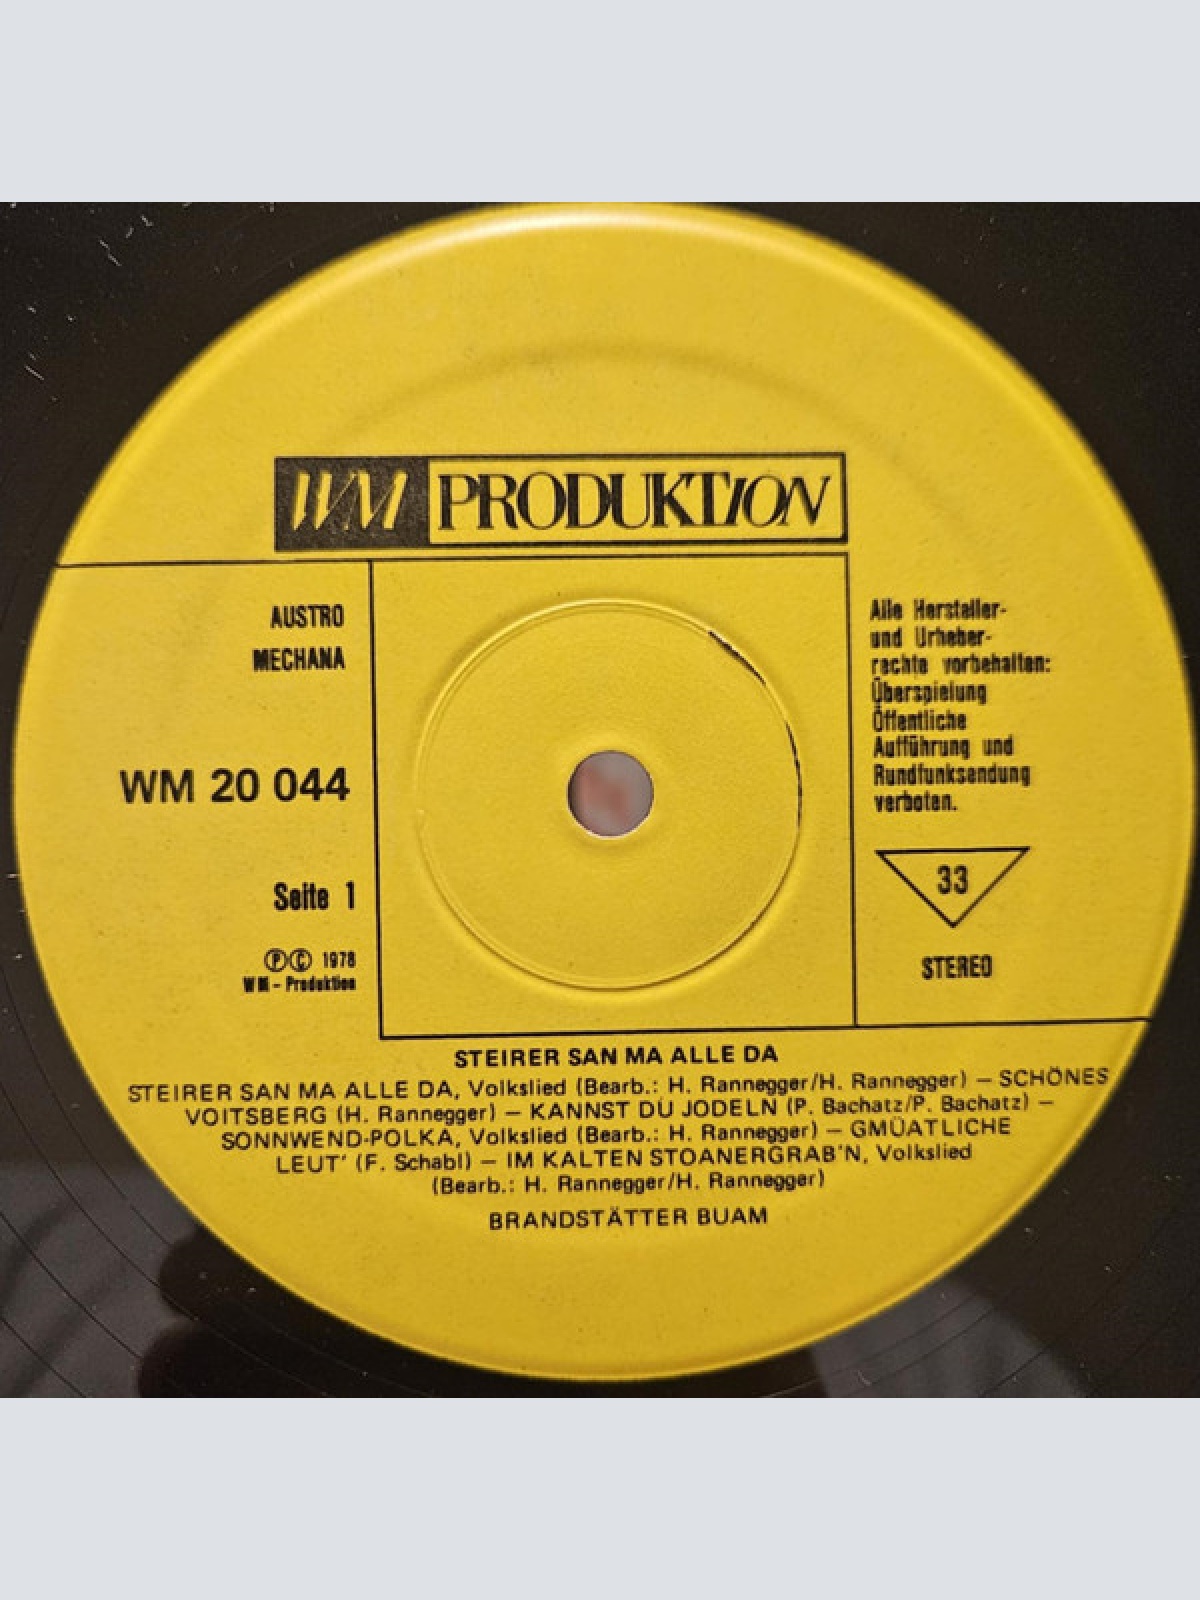 WM PRODUKTION
AUSTRO
MECHANA
WM 20 044
Seite 1
Ⓟ© 1978
WM - Produktion
Alle Hersteller-
und Urheber-
rechte vorbehalten:
Überspielung
Öffentliche
Aufführung und
Rundfunksendung
verboten.
33
STEREO
STEIRER SAN MA ALLE DA
STEIRER SAN MA ALLE DA, Volkslied (Bearb.: H. Rannegger/H. Rannegger) — SCHÖNES
VOITSBERG (H. Rannegger) — KANNST DU JODELN (P. Bachatz/P. Bachatz) —
SONNWEND-POLKA, Volkslied (Bearb.: H. Rannegger) — GMÜATLICHE
LEUT' (F. Schabl) — IM KALTEN STOANERGRAB'N, Volkslied
(Bearb.: H. Rannegger/H. Rannegger)
BRANDSTÄTTER BUAM